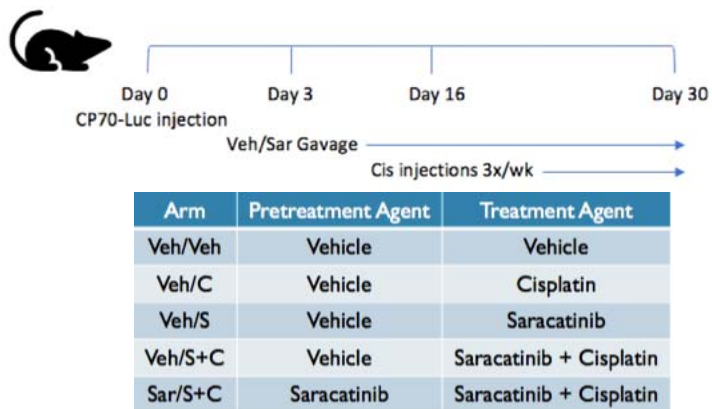 Day 0 Day 3 Day 16 Day 30
CP70-Luc injection
Veh/Sar Gavage
Cis injections 3x/wk
Arm Pretreatment Agent Treatment Agent
Veh/Veh Vehicle Vehicle
Veh/C Vehicle Cisplatin
Veh/S Vehicle Saracatinib
Veh/S+C Vehicle Saracatinib + Cisplatin
Sar/S+C Saracatinib Saracatinib + Cisplatin